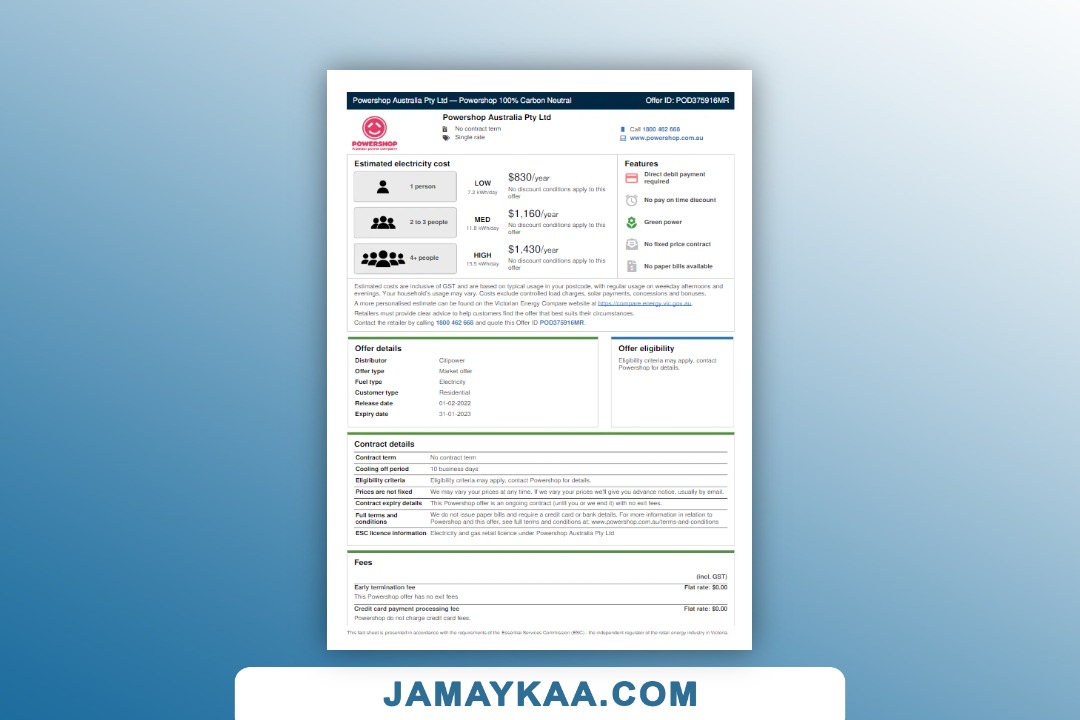 Powershop Australia Pty Ltd — Powershop 100% Carbon Neutral
Offer ID: POD375916MR
POWERSHOP
Powershop Australia Pty Ltd
No contract term
Single rate
Call 1800 462 668
www.powershop.com.au
Estimated electricity cost
1 person
LOW
$830/year
No discount conditions apply to this
offer
2 to 3 people
MED
11.8 kWh/day
$1,160/year
No discount conditions apply to this
offer
4+ people
HIGH
$1,430/year
No discount conditions apply to this
offer
Features
Direct debit payment
required
No pay on time discount
Green power
No fixed price contract
No paper bills available
Estimated costs are inclusive of GST and are based on typical usage in your postcode, with regular usage on weekday afternoons and
evenings. Your household's usage may vary. Costs exclude controlled load charges, solar payments, concessions and bonuses.
A more personalised estimate can be found on the Victorian Energy Compare website at https://compare.energy.vic.gov.au.
Retailers must provide clear advice to help customers find the offer that best suits their circumstances.
Contact the retailer by calling 1800 462 668 and quote this Offer ID POD375916MR.
Offer details
Distributor Citipower
Offer type Market offer
Fuel type Electricity
Customer type Residential
Release date 01-02-2022
Expiry date 31-01-2023
Offer eligibility
Eligibility criteria may apply, contact
Powershop for details.
Contract details
Contract term No contract term
Cooling off period 10 business days
Eligibility criteria Eligibility criteria may apply, contact Powershop for details.
Prices are not fixed We may vary your prices at any time. If we vary your prices we'll give you advance notice, usually by email.
Contract expiry details This Powershop offer is an ongoing contract (until you or we end it) with no exit fees.
Full terms and
conditions
We do not issue paper bills and require a credit card or bank details. For more information in relation to
Powershop and this offer, see full terms and conditions at: www.powershop.com.au/terms-and-conditions
ESC licence information Electricity and gas retail licence under Powershop Australia Pty Ltd
Fees
(incl. GST)
Early termination fee Flat rate: $0.00
This Powershop offer has no exit fees
Credit card payment processing fee Flat rate: $0.00
Powershop do not charge credit card fees.
This fact sheet is presented in accordance with the requirements of the Essential Services Commission (ESC) - the independent regulator of the retail energy industry in Victoria
JAMAYKAA.COM